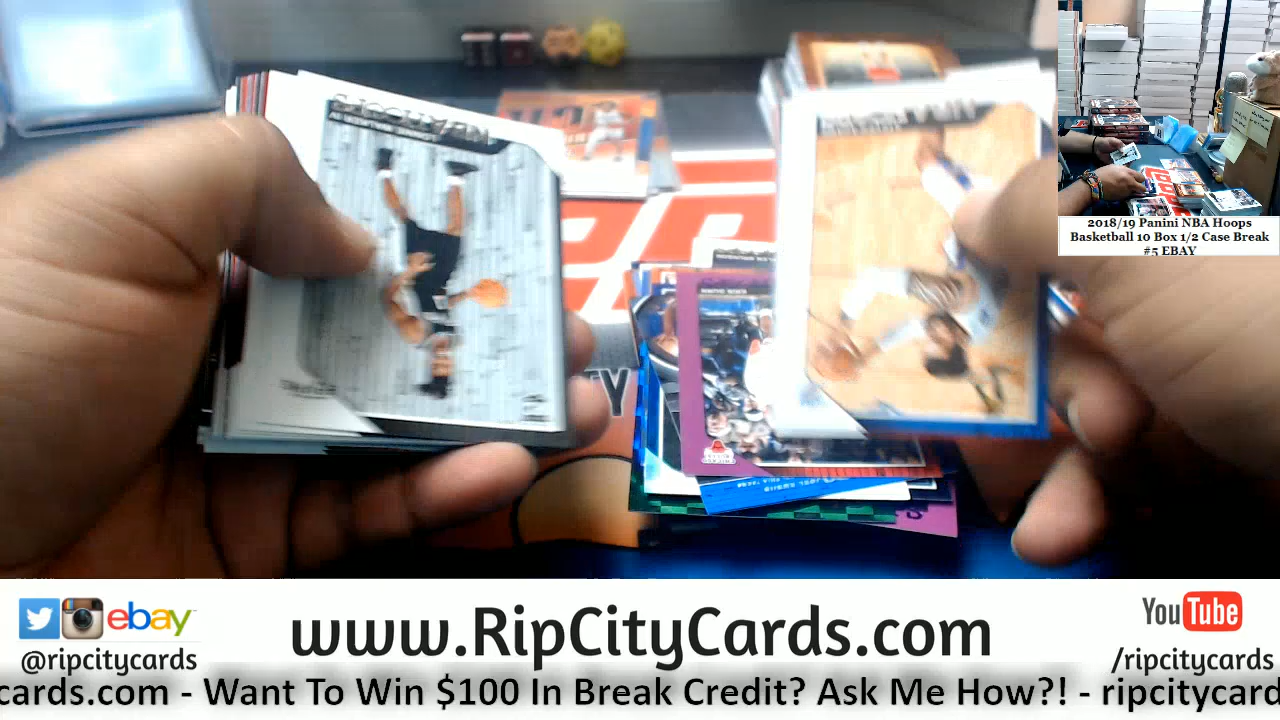 2018/19 Panini NBA Hoops
Basketball 10 Box 1/2 Case Break
#5 EBAY
ebay
www.RipCityCards.com
YouTube
@ripcitycards
/ripcitycards
cards.com - Want To Win $100 In Break Credit? Ask Me How?! - ripcitycard